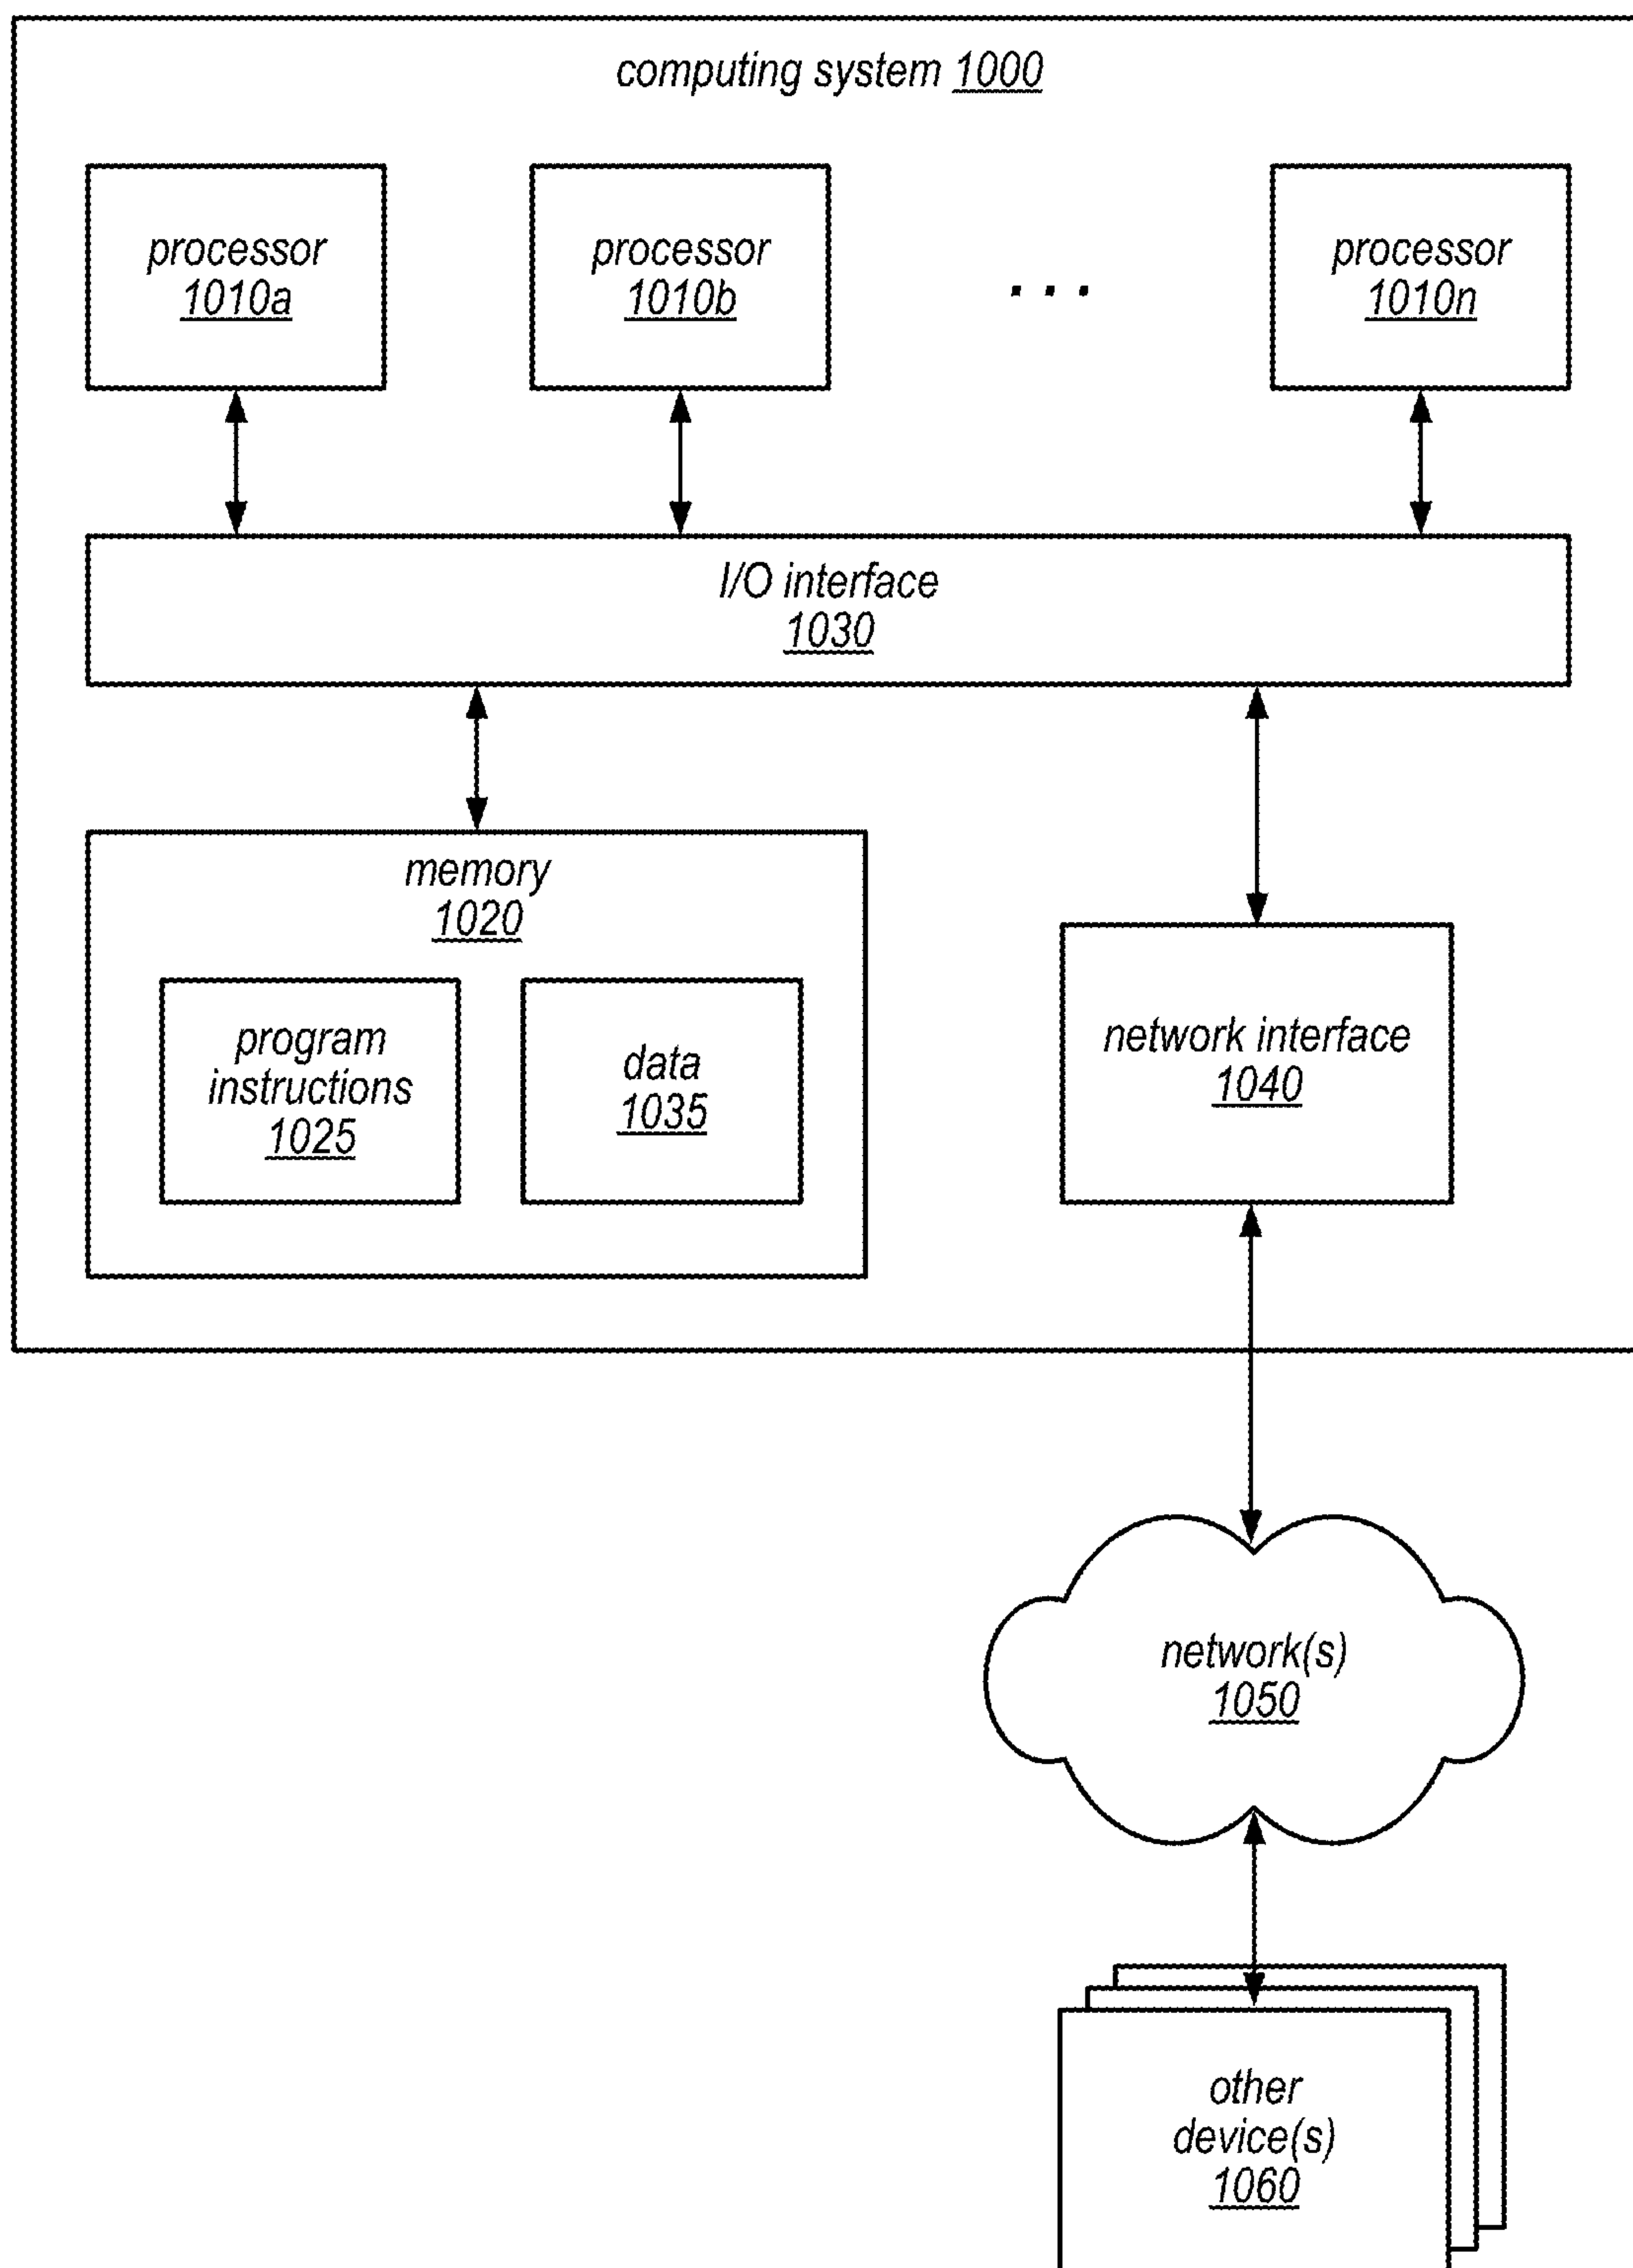 computing system 1000
processor
1010a
processor
1010b
. . .
processor
1010n
I/O interface
1030
memory
1020
program
instructions
1025
data
1035
network interface
1040
network(s)
1050
other
device(s)
1060